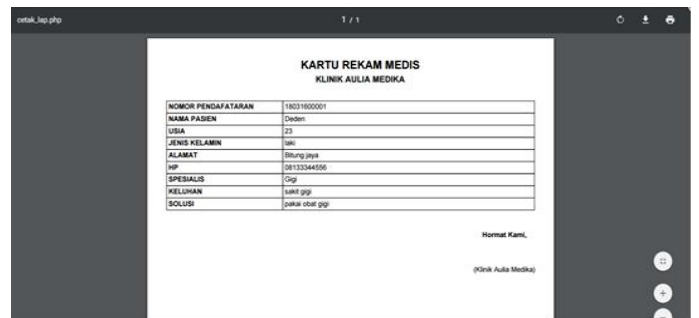 cetak_lap.php 1 / 1
KARTU REKAM MEDIS
KLINIK AULIA MEDIKA
NOMOR PENDAFATARAN 18031600001
NAMA PASIEN Deden
USIA 23
JENIS KELAMIN laki
ALAMAT Bitung jaya
HP 08133344556
SPESIALIS Gigi
KELUHAN sakit gigi
SOLUSI pakai obat gigi
Hormat Kami,
(Klinik Aulia Medika)